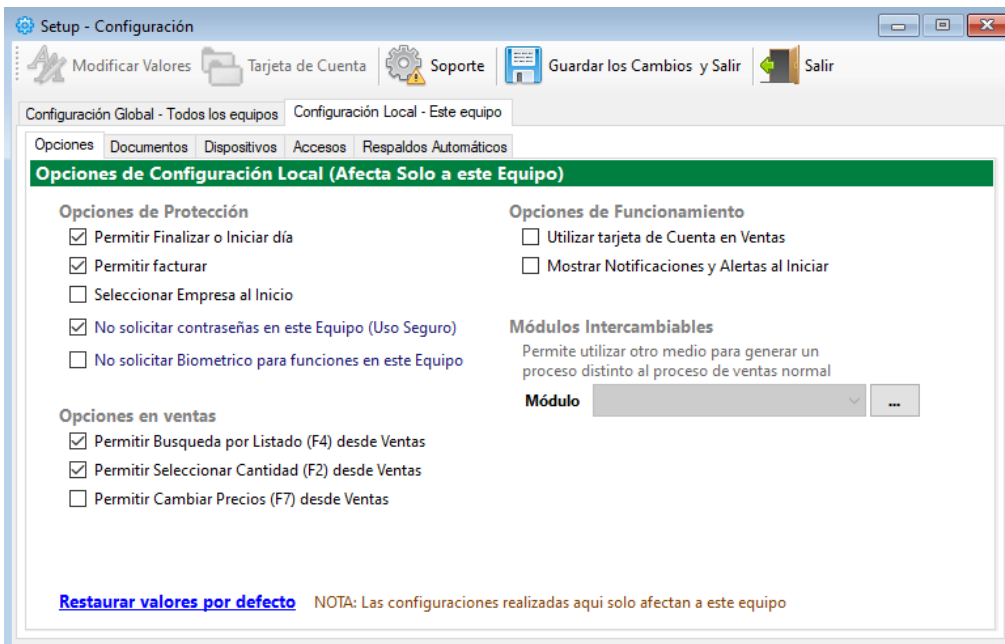 Setup - Configuración
Modificar Valores Tarjeta de Cuenta Soporte Guardar los Cambios y Salir Salir
Configuración Global - Todos los equipos Configuración Local - Este equipo
Opciones Documentos Dispositivos Accesos Respaldos Automáticos
Opciones de Configuración Local (Afecta Solo a este Equipo)
Opciones de Protección
Permitir Finalizar o Iniciar día
Permitir facturar
Seleccionar Empresa al Inicio
No solicitar contraseñas en este Equipo (Uso Seguro)
No solicitar Biometrico para funciones en este Equipo
Opciones en ventas
Permitir Busqueda por Listado (F4) desde Ventas
Permitir Seleccionar Cantidad (F2) desde Ventas
Permitir Cambiar Precios (F7) desde Ventas
Opciones de Funcionamiento
Utilizar tarjeta de Cuenta en Ventas
Mostrar Notificaciones y Alertas al Iniciar
Módulos Intercambiables
Permite utilizar otro medio para generar un
proceso distinto al proceso de ventas normal
Módulo ...
Restaurar valores por defecto NOTA: Las configuraciones realizadas aqui solo afectan a este equipo